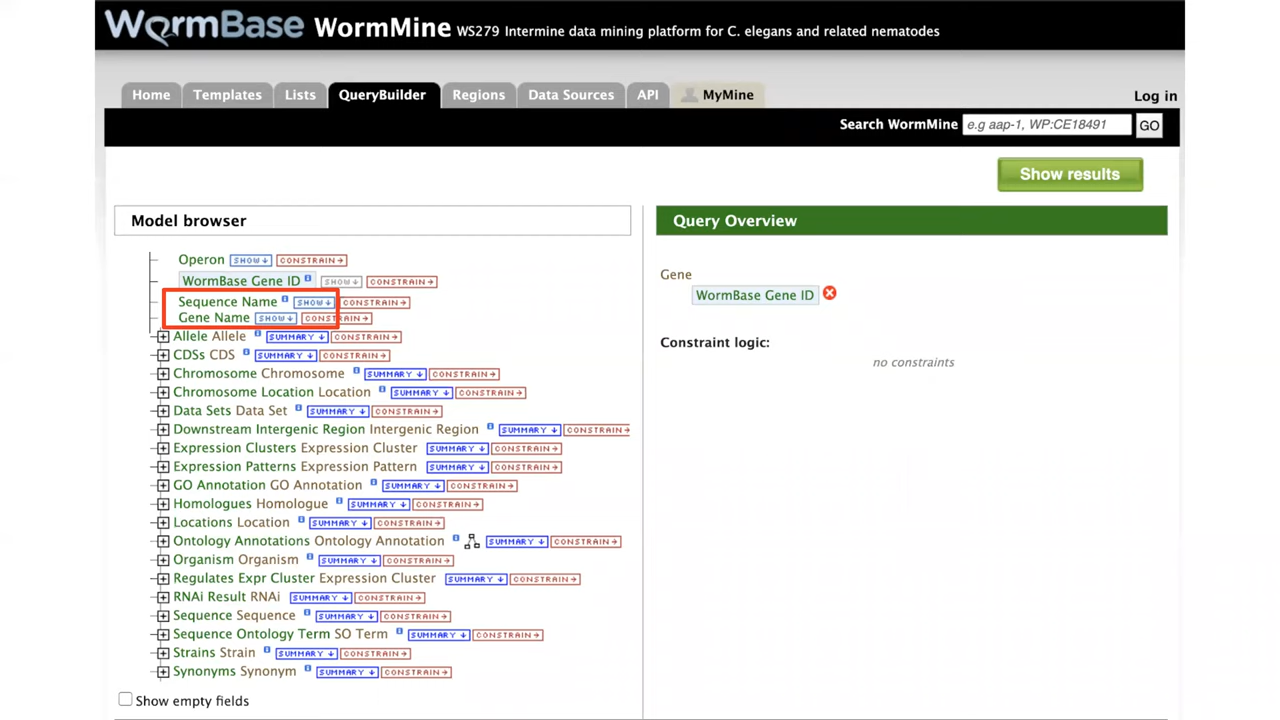 WormBase WormMine WS279 Intermine data mining platform for C. elegans and related nematodes
Home Templates Lists QueryBuilder Regions Data Sources API MyMine Log in
Search WormMine e.g aap-1, WP:CE18491 GO
Show results
Model browser
Operon SHOW↓ CONSTRAIN→
WormBase Gene ID SHOW↓ CONSTRAIN→
Sequence Name SHOW↓ CONSTRAIN→
Gene Name SHOW↓ CONSTRAIN→
Allele Allele SUMMARY↓ CONSTRAIN→
CDSs CDS SUMMARY↓ CONSTRAIN→
Chromosome Chromosome SUMMARY↓ CONSTRAIN→
Chromosome Location Location SUMMARY↓ CONSTRAIN→
Data Sets Data Set SUMMARY↓ CONSTRAIN→
Downstream Intergenic Region Intergenic Region SUMMARY↓ CONSTRAIN→
Expression Clusters Expression Cluster SUMMARY↓ CONSTRAIN→
Expression Patterns Expression Pattern SUMMARY↓ CONSTRAIN→
GO Annotation GO Annotation SUMMARY↓ CONSTRAIN→
Homologues Homologue SUMMARY↓ CONSTRAIN→
Locations Location SUMMARY↓ CONSTRAIN→
Ontology Annotations Ontology Annotation SUMMARY↓ CONSTRAIN→
Organism Organism SUMMARY↓ CONSTRAIN→
Regulates Expr Cluster Expression Cluster SUMMARY↓ CONSTRAIN→
RNAi Result RNAi SUMMARY↓ CONSTRAIN→
Sequence Sequence SUMMARY↓ CONSTRAIN→
Sequence Ontology Term SO Term SUMMARY↓ CONSTRAIN→
Strains Strain SUMMARY↓ CONSTRAIN→
Synonyms Synonym SUMMARY↓ CONSTRAIN→
Show empty fields
Query Overview
Gene
WormBase Gene ID
Constraint logic:
no constraints